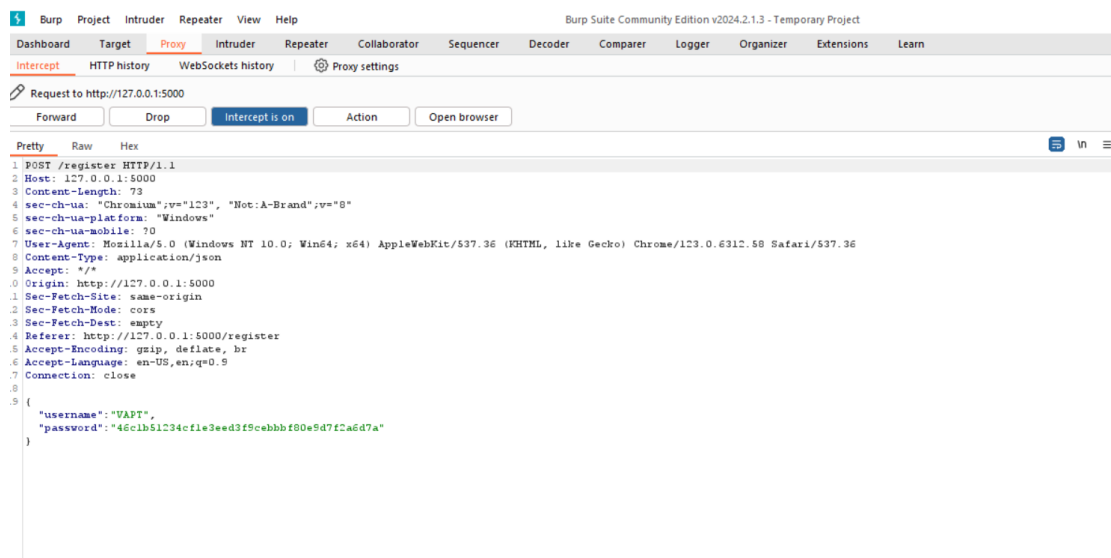 Burp Project Intruder Repeater View Help Burp Suite Community Edition v2024.2.1.3 - Temporary Project
Dashboard Target Proxy Intruder Repeater Collaborator Sequencer Decoder Comparer Logger Organizer Extensions Learn
Intercept HTTP history WebSockets history Proxy settings
Request to http://127.0.0.1:5000
Forward Drop Intercept is on Action Open browser
Pretty Raw Hex \n
1 POST /register HTTP/1.1
2 Host: 127.0.0.1:5000
3 Content-Length: 73
4 sec-ch-ua: "Chromium";v="123", "Not:A-Brand";v="8"
5 sec-ch-ua-platform: "Windows"
6 sec-ch-ua-mobile: ?0
7 User-Agent: Mozilla/5.0 (Windows NT 10.0; Win64; x64) AppleWebKit/537.36 (KHTML, like Gecko) Chrome/123.0.6312.58 Safari/537.36
8 Content-Type: application/json
9 Accept: */*
.0 Origin: http://127.0.0.1:5000
.1 Sec-Fetch-Site: same-origin
.2 Sec-Fetch-Mode: cors
.3 Sec-Fetch-Dest: empty
.4 Referer: http://127.0.0.1:5000/register
.5 Accept-Encoding: gzip, deflate, br
.6 Accept-Language: en-US,en;q=0.9
.7 Connection: close
.8
.9 {
"username":"VAPT",
"password":"46c1b51234cf1e3eed3f9cebbbf80e9d7f2a6d7a"
}